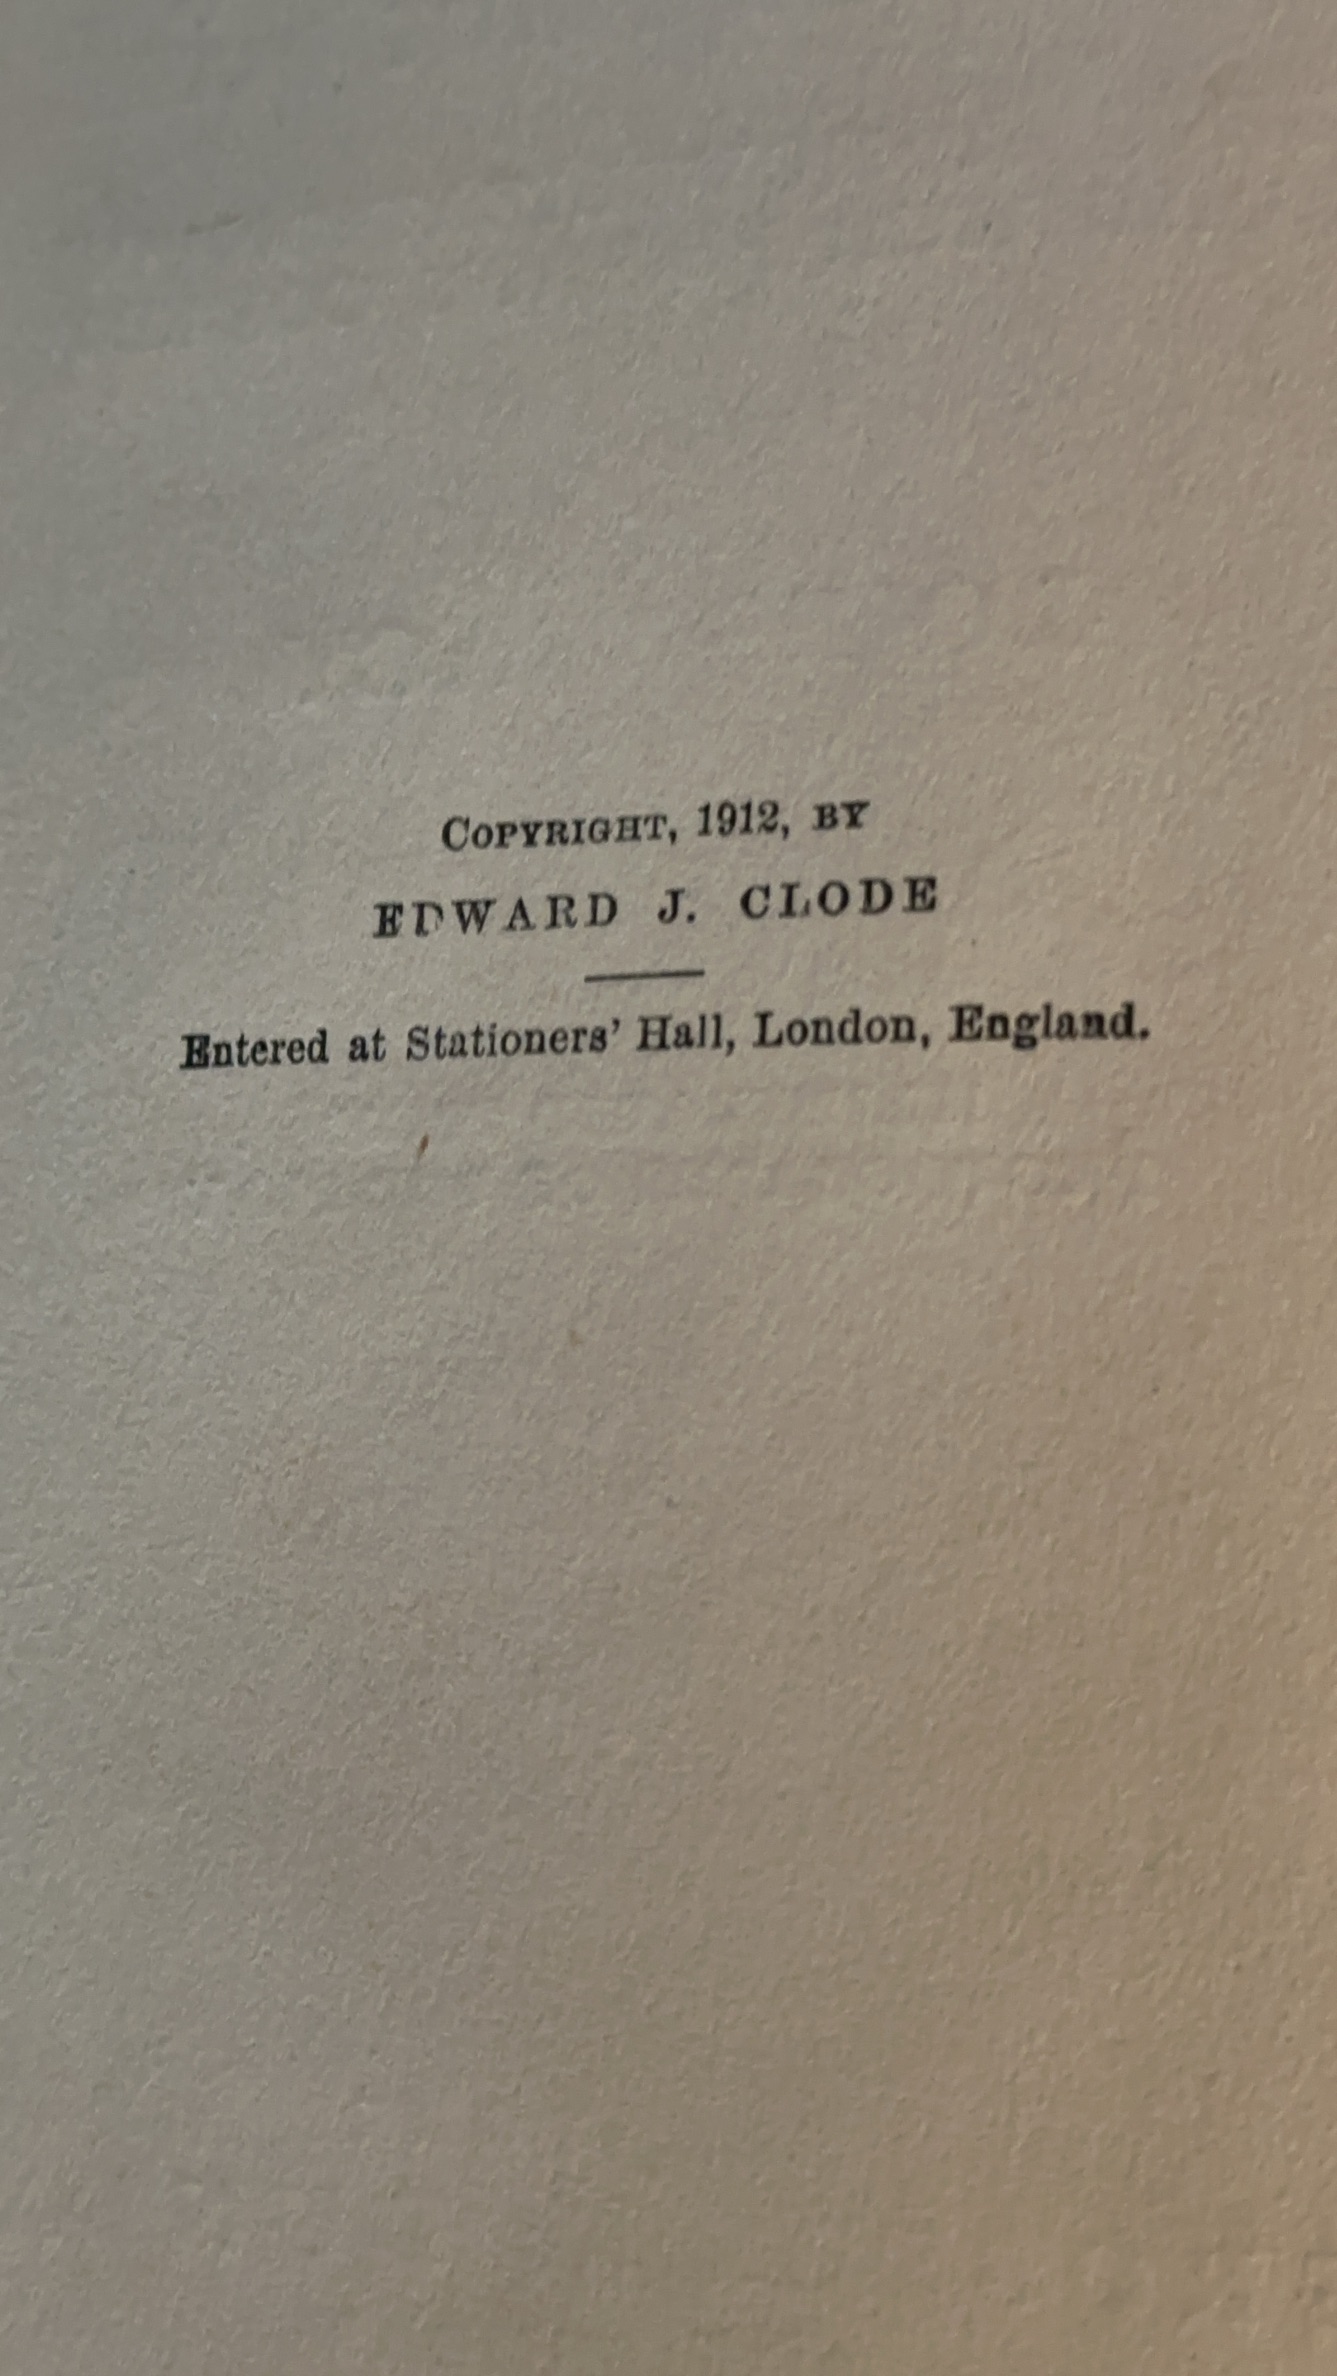 COPYRIGHT, 1912, BY
EDWARD J. CLODE
Entered at Stationers' Hall, London, England.